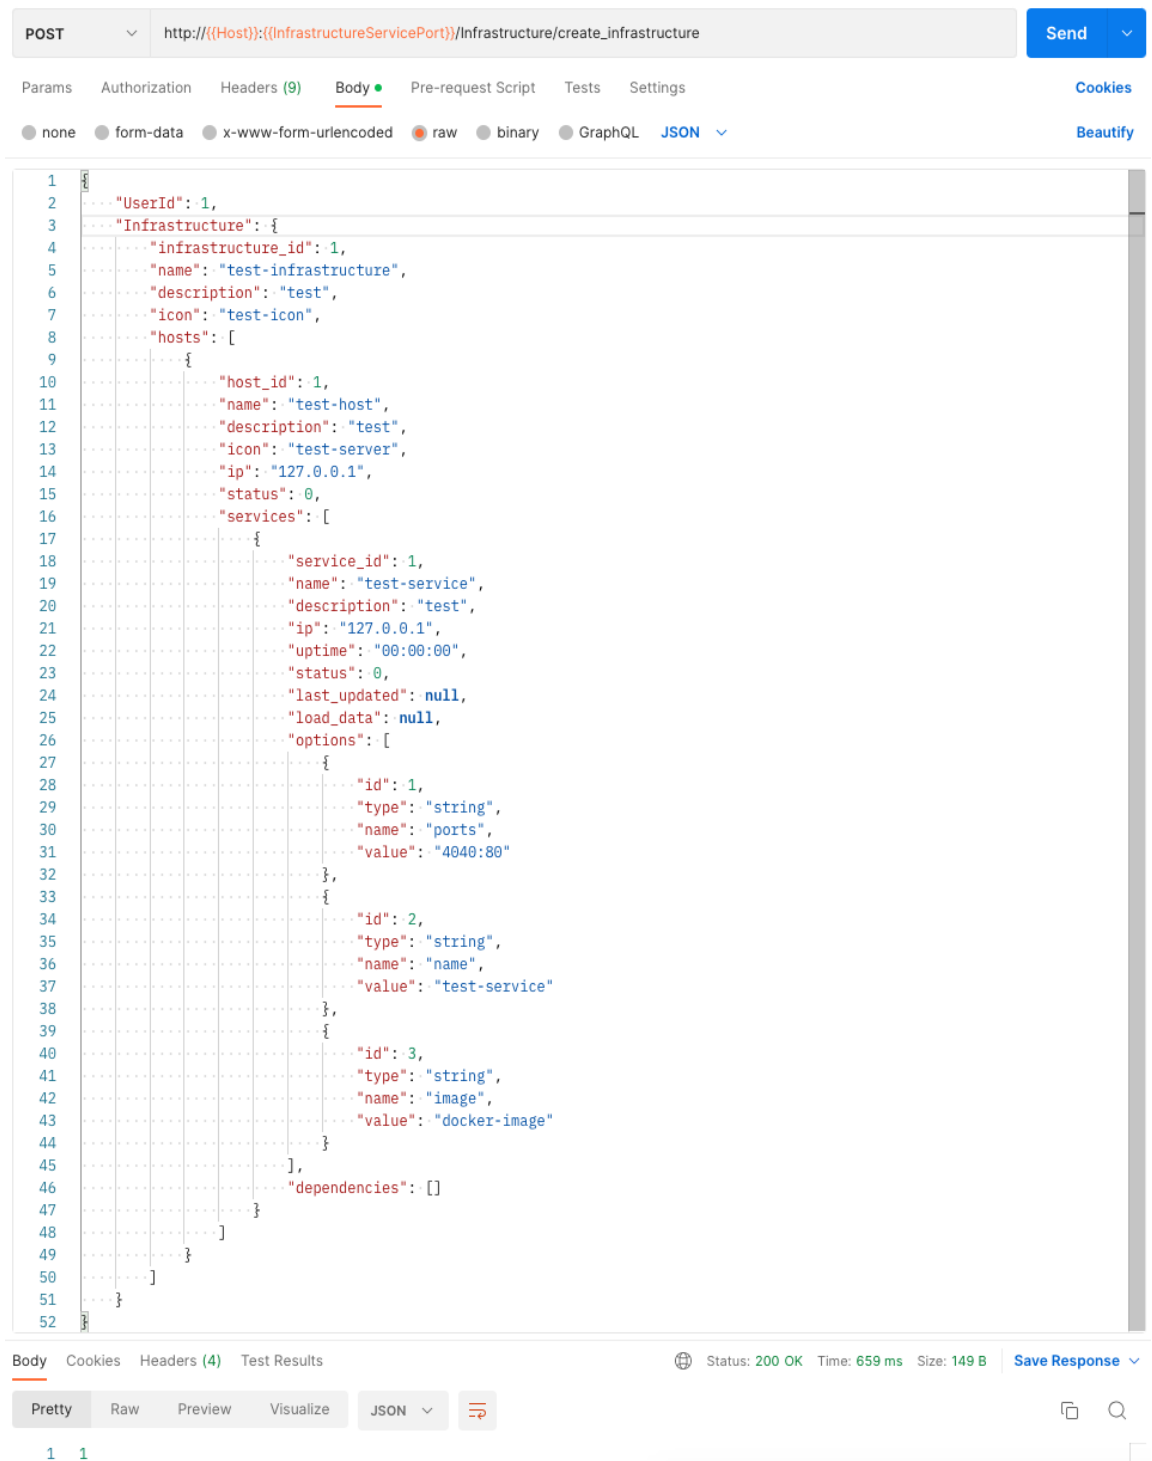 POST http://{{Host}}:{{InfrastructureServicePort}}/Infrastructure/create_infrastructure Send
Params Authorization Headers (9) Body Pre-request Script Tests Settings Cookies
none form-data x-www-form-urlencoded raw binary GraphQL JSON Beautify
1 {
2 "UserId": 1,
3 "Infrastructure": {
4 "infrastructure_id": 1,
5 "name": "test-infrastructure",
6 "description": "test",
7 "icon": "test-icon",
8 "hosts": [
9 {
10 "host_id": 1,
11 "name": "test-host",
12 "description": "test",
13 "icon": "test-server",
14 "ip": "127.0.0.1",
15 "status": 0,
16 "services": [
17 {
18 "service_id": 1,
19 "name": "test-service",
20 "description": "test",
21 "ip": "127.0.0.1",
22 "uptime": "00:00:00",
23 "status": 0,
24 "last_updated": null,
25 "load_data": null,
26 "options": [
27 {
28 "id": 1,
29 "type": "string",
30 "name": "ports",
31 "value": "4040:80"
32 },
33 {
34 "id": 2,
35 "type": "string",
36 "name": "name",
37 "value": "test-service"
38 },
39 {
40 "id": 3,
41 "type": "string",
42 "name": "image",
43 "value": "docker-image"
44 }
45 ],
46 "dependencies": []
47 }
48 ]
49 }
50 ]
51 }
52 }
Body Cookies Headers (4) Test Results Status: 200 OK Time: 659 ms Size: 149 B Save Response
Pretty Raw Preview Visualize JSON
1 1